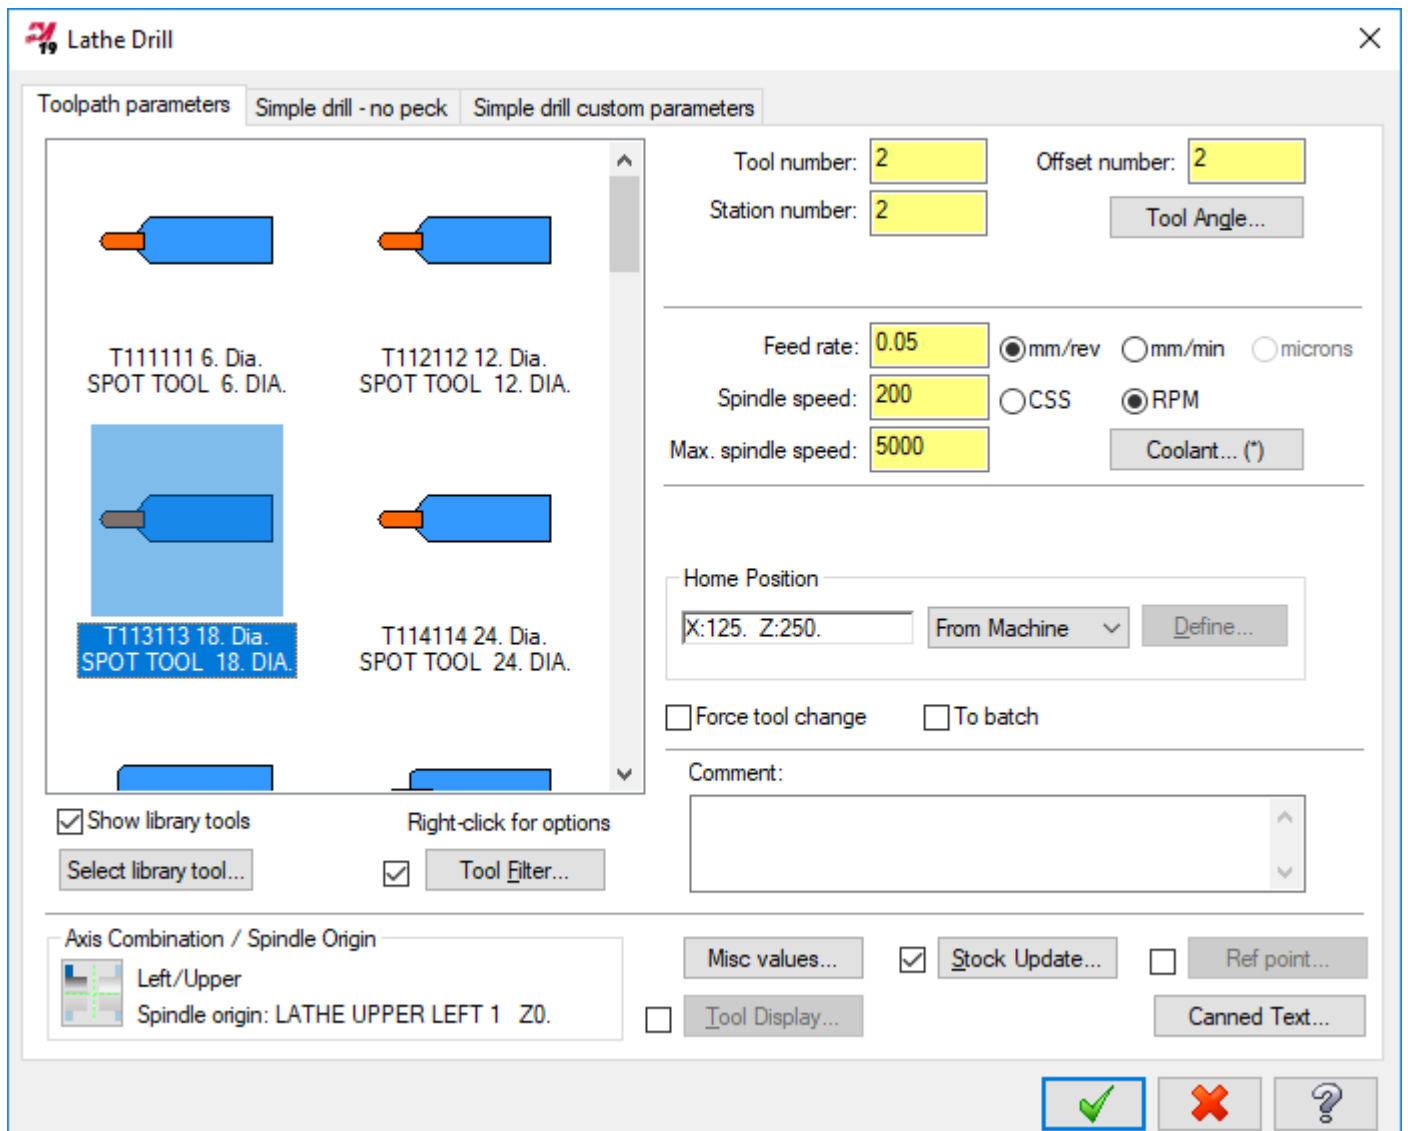 19 Lathe Drill
Toolpath parameters Simple drill - no peck Simple drill custom parameters
T111111 6. Dia.
SPOT TOOL 6. DIA.
T112112 12. Dia.
SPOT TOOL 12. DIA.
T113113 18. Dia.
SPOT TOOL 18. DIA.
T114114 24. Dia.
SPOT TOOL 24. DIA.
Show library tools
Right-click for options
Select library tool...
Tool Filter...
Tool number: 2 Offset number: 2
Station number: 2 Tool Angle...
Feed rate: 0.05 mm/rev mm/min microns
Spindle speed: 200 CSS RPM
Max. spindle speed: 5000 Coolant... (*)
Home Position
X:125. Z:250. From Machine Define...
Force tool change To batch
Comment:
Axis Combination / Spindle Origin
Left/Upper
Spindle origin: LATHE UPPER LEFT 1 Z0.
Misc values... Stock Update... Ref point...
Tool Display... Canned Text...